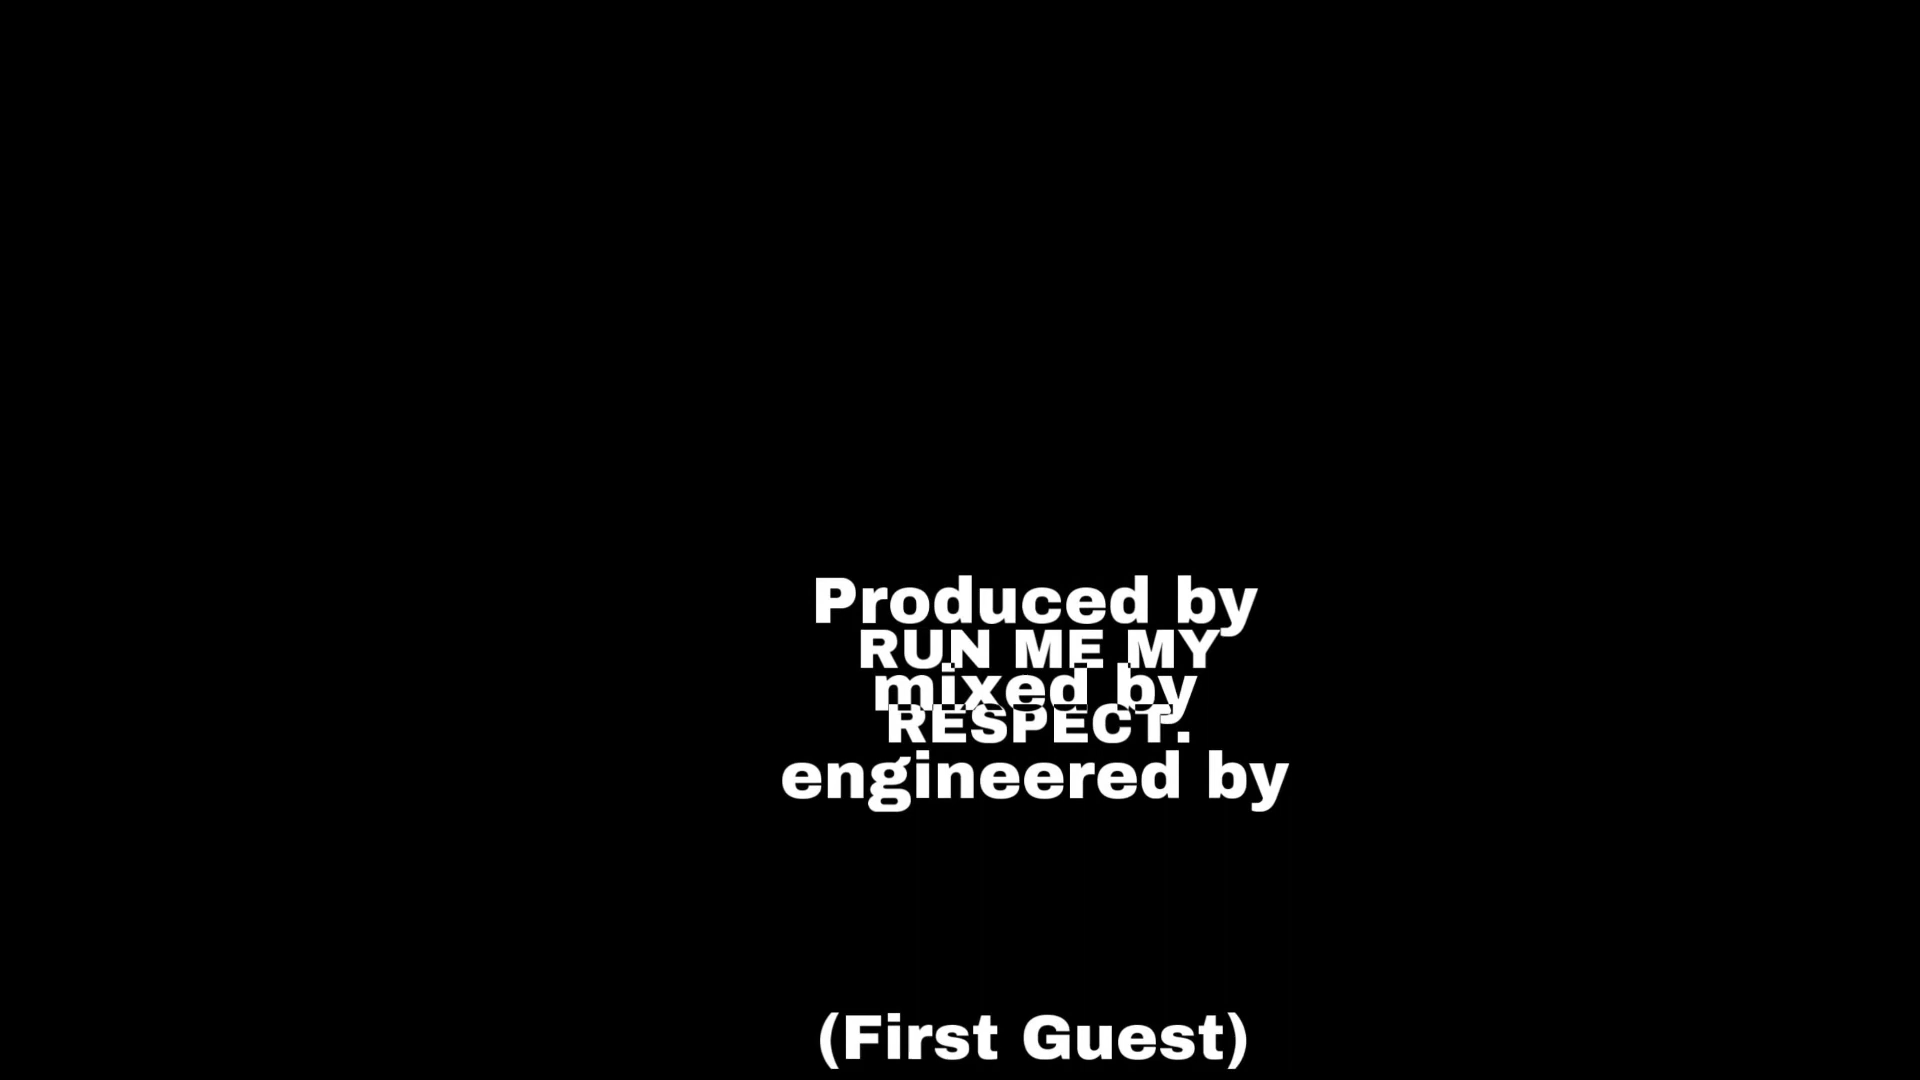 Produced by
RUN ME MY
mixed by
RESPECT.
engineered by
(First Guest)